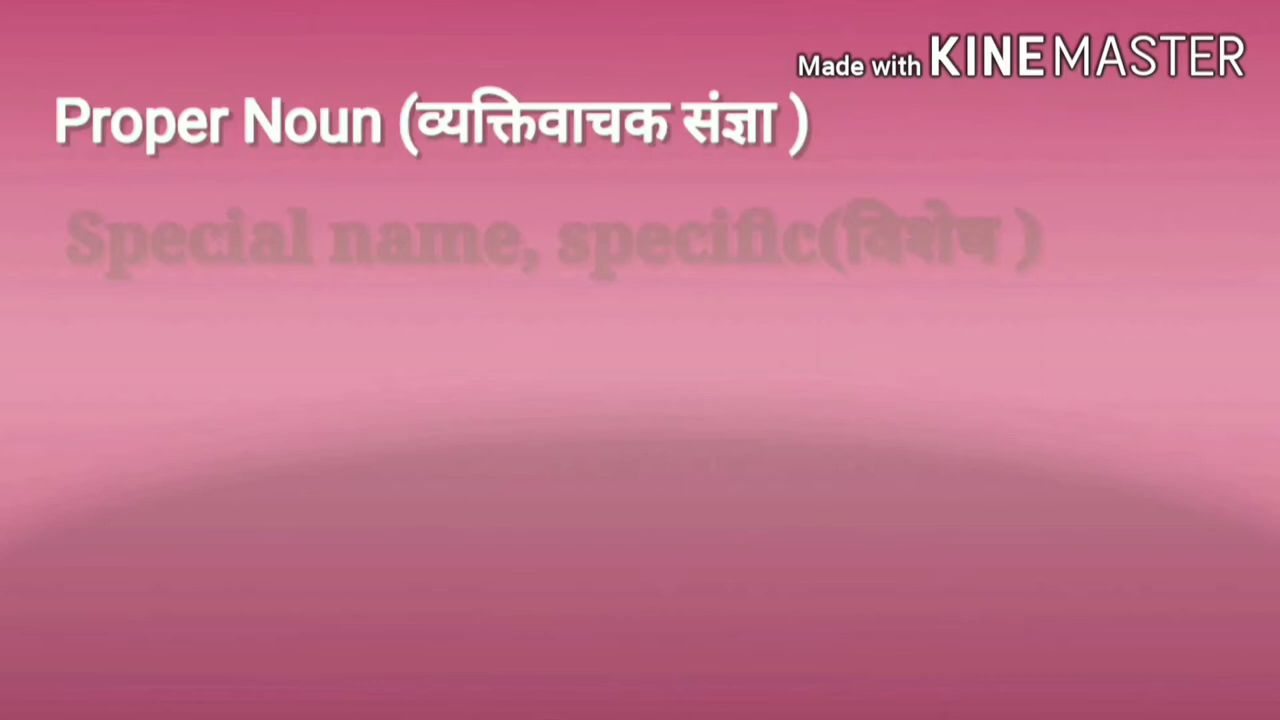 Made with KINEMASTER
Proper Noun (व्यक्तिवाचक संज्ञा )
Special name, specific(विशेष )